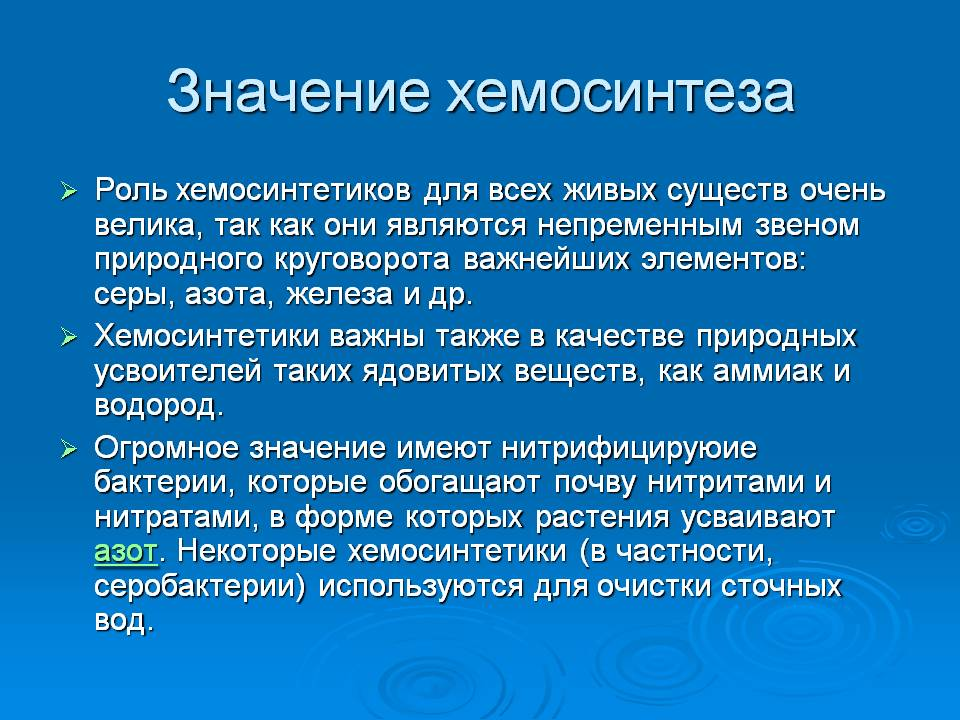 Значение хемосинтеза
Роль хемосинтетиков для всех живых существ очень
велика, так как они являются непременным звеном
природного круговорота важнейших элементов:
серы, азота, железа и др.
Хемосинтетики важны также в качестве природных
усвоителей таких ядовитых веществ, как аммиак и
водород.
Огромное значение имеют нитрифицируюие
бактерии, которые обогащают почву нитритами и
нитратами, в форме которых растения усваивают
азот. Некоторые хемосинтетики (в частности,
серобактерии) используются для очистки сточных
вод.